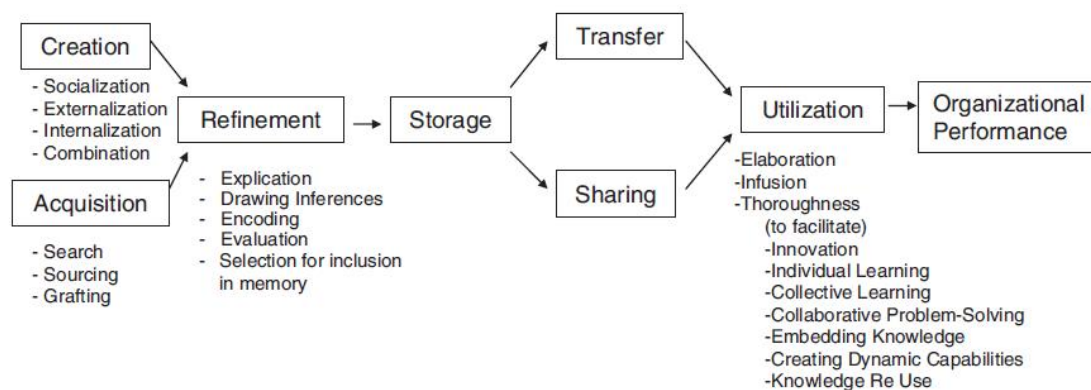 Creation
- Socialization
- Externalization
- Internalization
- Combination
Acquisition
- Search
- Sourcing
- Grafting
Refinement
- Explication
- Drawing Inferences
- Encoding
- Evaluation
- Selection for inclusion
in memory
Storage
Transfer
Sharing
Utilization
-Elaboration
-Infusion
-Thoroughness
(to facilitate)
-Innovation
-Individual Learning
-Collective Learning
-Collaborative Problem-Solving
-Embedding Knowledge
-Creating Dynamic Capabilities
-Knowledge Re Use
Organizational
Performance